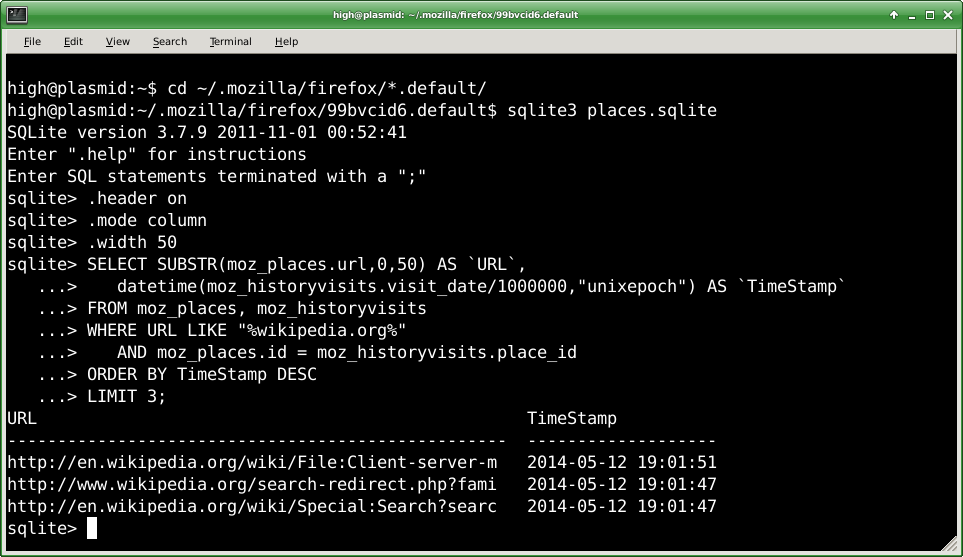 high@plasmid: ~/.mozilla/firefox/99bvcid6.default
File Edit View Search Terminal Help
high@plasmid:~$ cd ~/.mozilla/firefox/*.default/
high@plasmid:~/.mozilla/firefox/99bvcid6.default$ sqlite3 places.sqlite
SQLite version 3.7.9 2011-11-01 00:52:41
Enter ".help" for instructions
Enter SQL statements terminated with a ";"
sqlite> .header on
sqlite> .mode column
sqlite> .width 50
sqlite> SELECT SUBSTR(moz_places.url,0,50) AS `URL`,
   ...>    datetime(moz_historyvisits.visit_date/1000000,"unixepoch") AS `TimeStamp`
   ...> FROM moz_places, moz_historyvisits
   ...> WHERE URL LIKE "%wikipedia.org%"
   ...>    AND moz_places.id = moz_historyvisits.place_id
   ...> ORDER BY TimeStamp DESC
   ...> LIMIT 3;
URL                                                 TimeStamp
--------------------------------------------------  -------------------
http://en.wikipedia.org/wiki/File:Client-server-m   2014-05-12 19:01:51
http://www.wikipedia.org/search-redirect.php?fami   2014-05-12 19:01:47
http://en.wikipedia.org/wiki/Special:Search?searc   2014-05-12 19:01:47
sqlite>